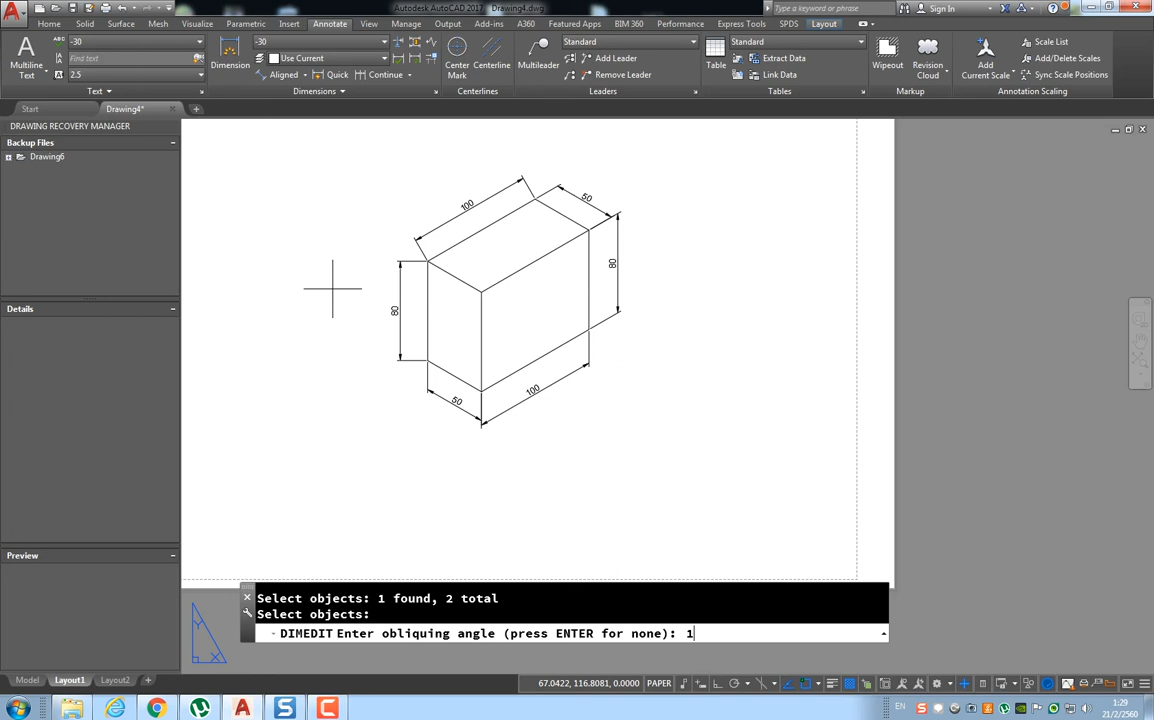 Autodesk AutoCAD 2017 Drawing4.dwg
Type a keyword or phrase
Sign In
Home Solid Surface Mesh Visualize Parametric Insert Annotate View Manage Output Add-ins A360 Featured Apps BIM 360 Performance Express Tools SPDS Layout
Multiline Text
ABC
-30
Find text
2.5
Text
Dimension
-30
Use Current
Aligned Quick Continue
Dimensions
Center Mark
Centerline
Centerlines
Multileader
Standard
Add Leader
Remove Leader
Leaders
Table
Standard
Extract Data
Link Data
Tables
Wipeout
Revision Cloud
Markup
Add Current Scale
Scale List
Add/Delete Scales
Sync Scale Positions
Annotation Scaling
Start Drawing4*
DRAWING RECOVERY MANAGER
Backup Files
Drawing6
Details
Preview
100
50
80
80
50
100
Y
X
Select objects: 1 found, 2 total
Select objects:
DIMEDIT Enter obliquing angle (press ENTER for none): 1
Model Layout1 Layout2 +
67.0422, 116.8081, 0.0000 PAPER
EN
1:29
21/2/2560